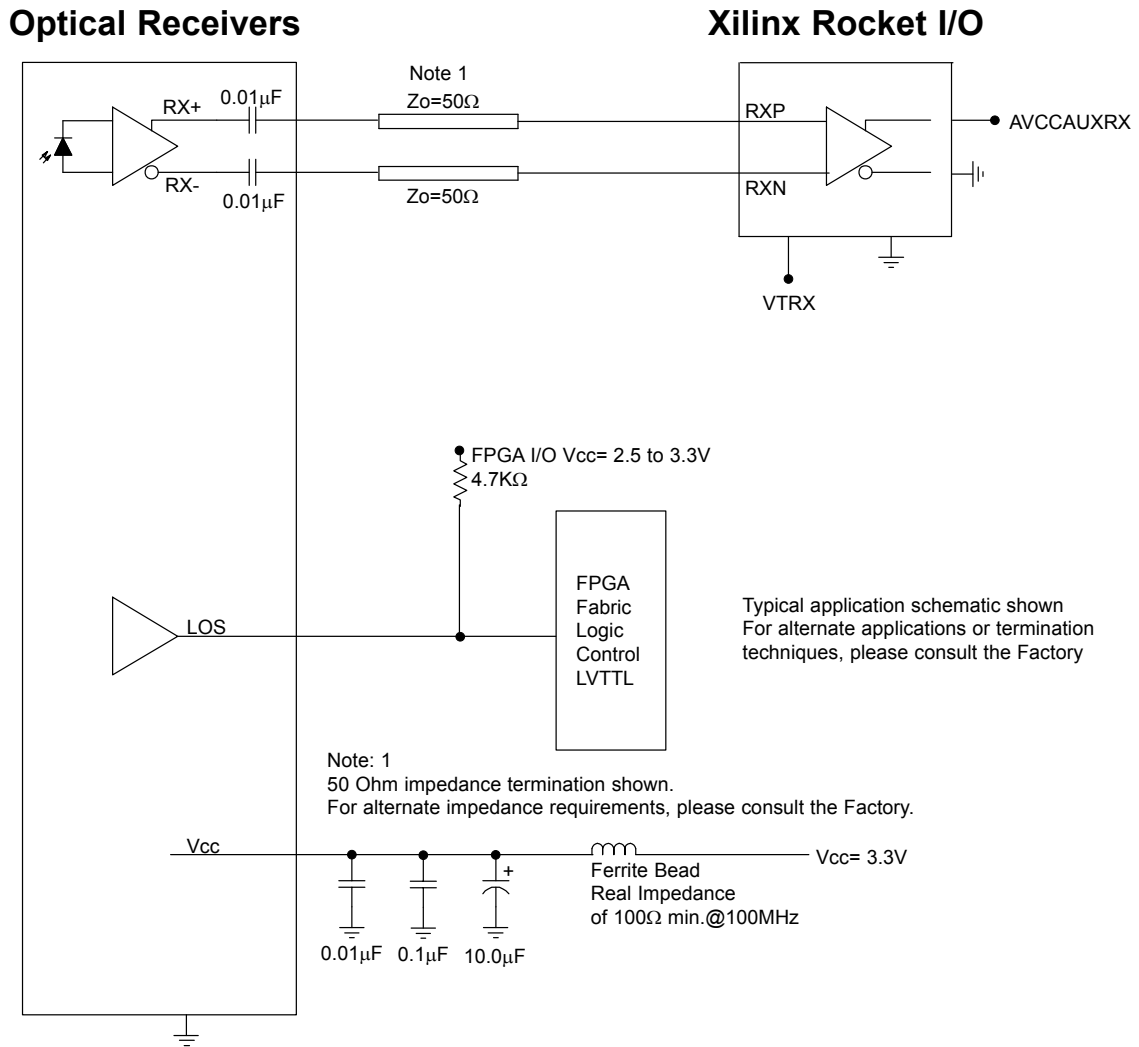 Optical Receivers
Xilinx Rocket I/O
Note 1
RX+
0.01μF
Zo=50Ω
RXP
AVCCAUXRX
RX-
0.01μF
Zo=50Ω
RXN
VTRX
FPGA I/O Vcc= 2.5 to 3.3V
4.7KΩ
LOS
FPGA
Fabric
Logic
Control
LVTTL
Typical application schematic shown
For alternate applications or termination
techniques, please consult the Factory
Note: 1
50 Ohm impedance termination shown.
For alternate impedance requirements, please consult the Factory.
Vcc
+
Vcc= 3.3V
Ferrite Bead
Real Impedance
of 100Ω min.@100MHz
0.01μF
0.1μF
10.0μF